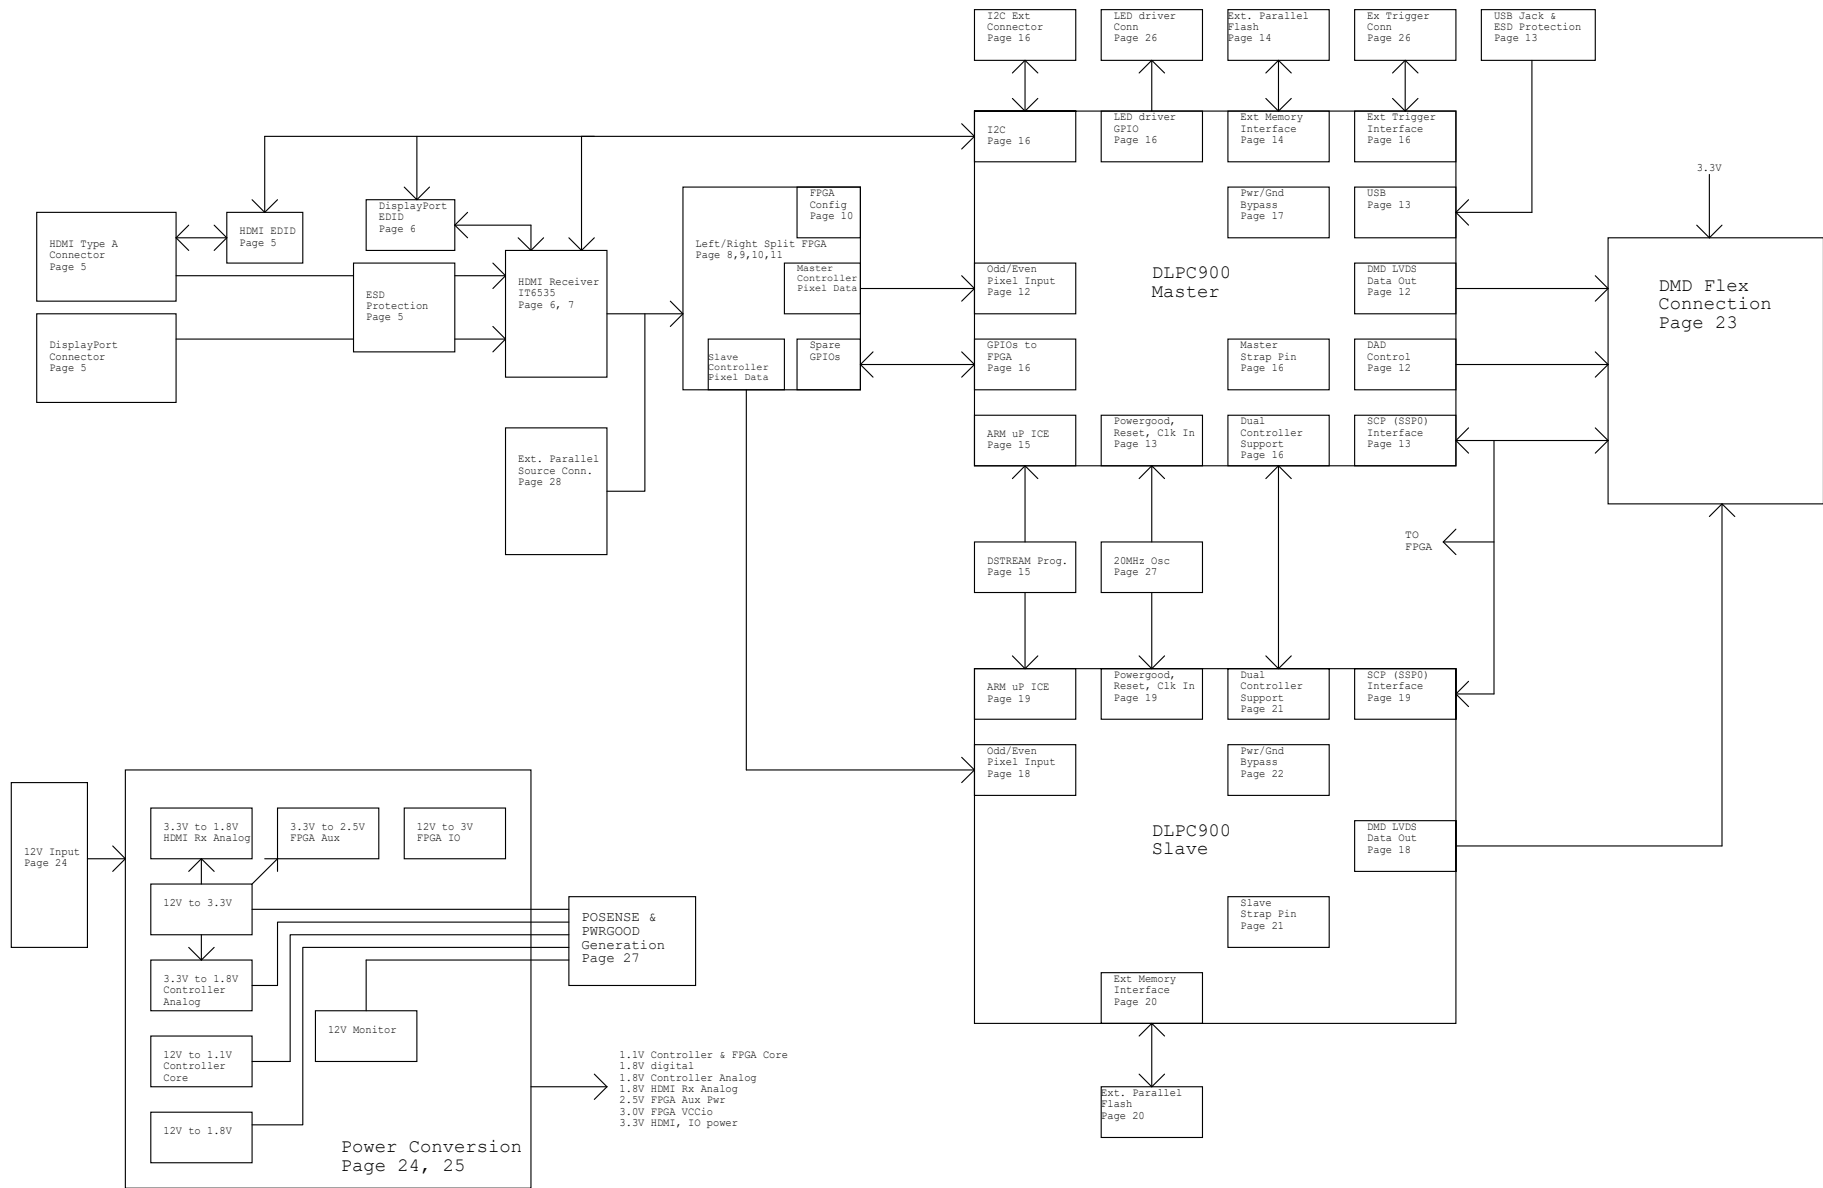 I2C Ext
Connector
Page 16
LED driver
Conn
Page 26
Ext. Parallel
Flash
Page 14
Ex Trigger
Conn
Page 26
USB Jack &
ESD Protection
Page 13
I2C
Page 16
LED driver
GPIO
Page 16
Ext Memory
Interface
Page 14
Ext Trigger
Interface
Page 16
Pwr/Gnd
Bypass
Page 17
USB
Page 13
3.3V
HDMI Type A
Connector
Page 5
HDMI EDID
Page 5
DisplayPort
EDID
Page 6
FPGA
Config
Page 10
Left/Right Split FPGA
Page 8,9,10,11
Master
Controller
Pixel Data
ESD
Protection
Page 5
HDMI Receiver
IT6535
Page 6, 7
Odd/Even
Pixel Input
Page 12
DLPC900
Master
DMD LVDS
Data Out
Page 12
DMD Flex
Connection
Page 23
DisplayPort
Connector
Page 5
Slave
Controller
Pixel Data
Spare
GPIOs
GPIOs to
FPGA
Page 16
Master
Strap Pin
Page 16
DAD
Control
Page 12
Ext. Parallel
Source Conn.
Page 28
ARM uP ICE
Page 15
Powergood,
Reset, Clk In
Page 13
Dual
Controller
Support
Page 16
SCP (SSP0)
Interface
Page 13
TO
FPGA
DSTREAM Prog.
Page 15
20MHz Osc
Page 27
ARM uP ICE
Page 19
Powergood,
Reset, Clk In
Page 19
Dual
Controller
Support
Page 21
SCP (SSP0)
Interface
Page 19
Odd/Even
Pixel Input
Page 18
Pwr/Gnd
Bypass
Page 22
DLPC900
Slave
DMD LVDS
Data Out
Page 18
Slave
Strap Pin
Page 21
Ext Memory
Interface
Page 20
Ext. Parallel
Flash
Page 20
12V Input
Page 24
3.3V to 1.8V
HDMI Rx Analog
3.3V to 2.5V
FPGA Aux
12V to 3V
FPGA IO
12V to 3.3V
POSENSE &
PWRGOOD
Generation
Page 27
3.3V to 1.8V
Controller
Analog
12V Monitor
12V to 1.1V
Controller
Core
12V to 1.8V
Power Conversion
Page 24, 25
1.1V Controller & FPGA Core
1.8V digital
1.8V Controller Analog
1.8V HDMI Rx Analog
2.5V FPGA Aux Pwr
3.0V FPGA VCCio
3.3V HDMI, IO power